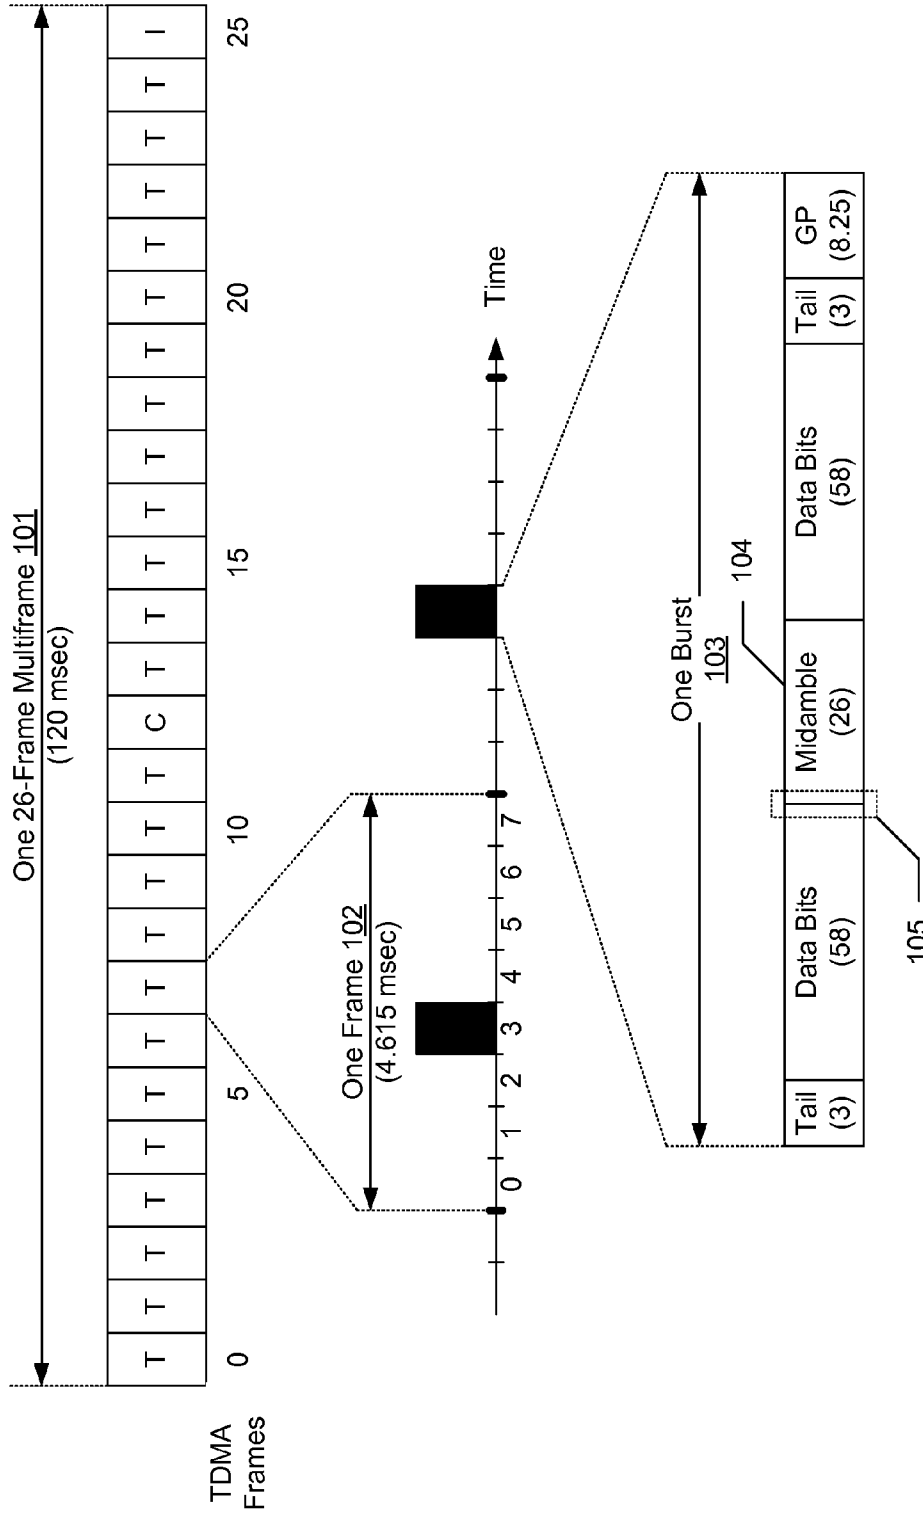 One 26-Frame Multiframe 101
(120 msec)
T T T T T T T T T T T T C T T T T T T T T T T T T I
TDMA
Frames
0 5 10 15 20 25
One Frame 102
(4.615 msec)
0 1 2 3 4 5 6 7
Time
One Burst
103
104
Tail
(3)
Data Bits
(58)
Midamble
(26)
Data Bits
(58)
Tail
(3)
GP
(8.25)
105